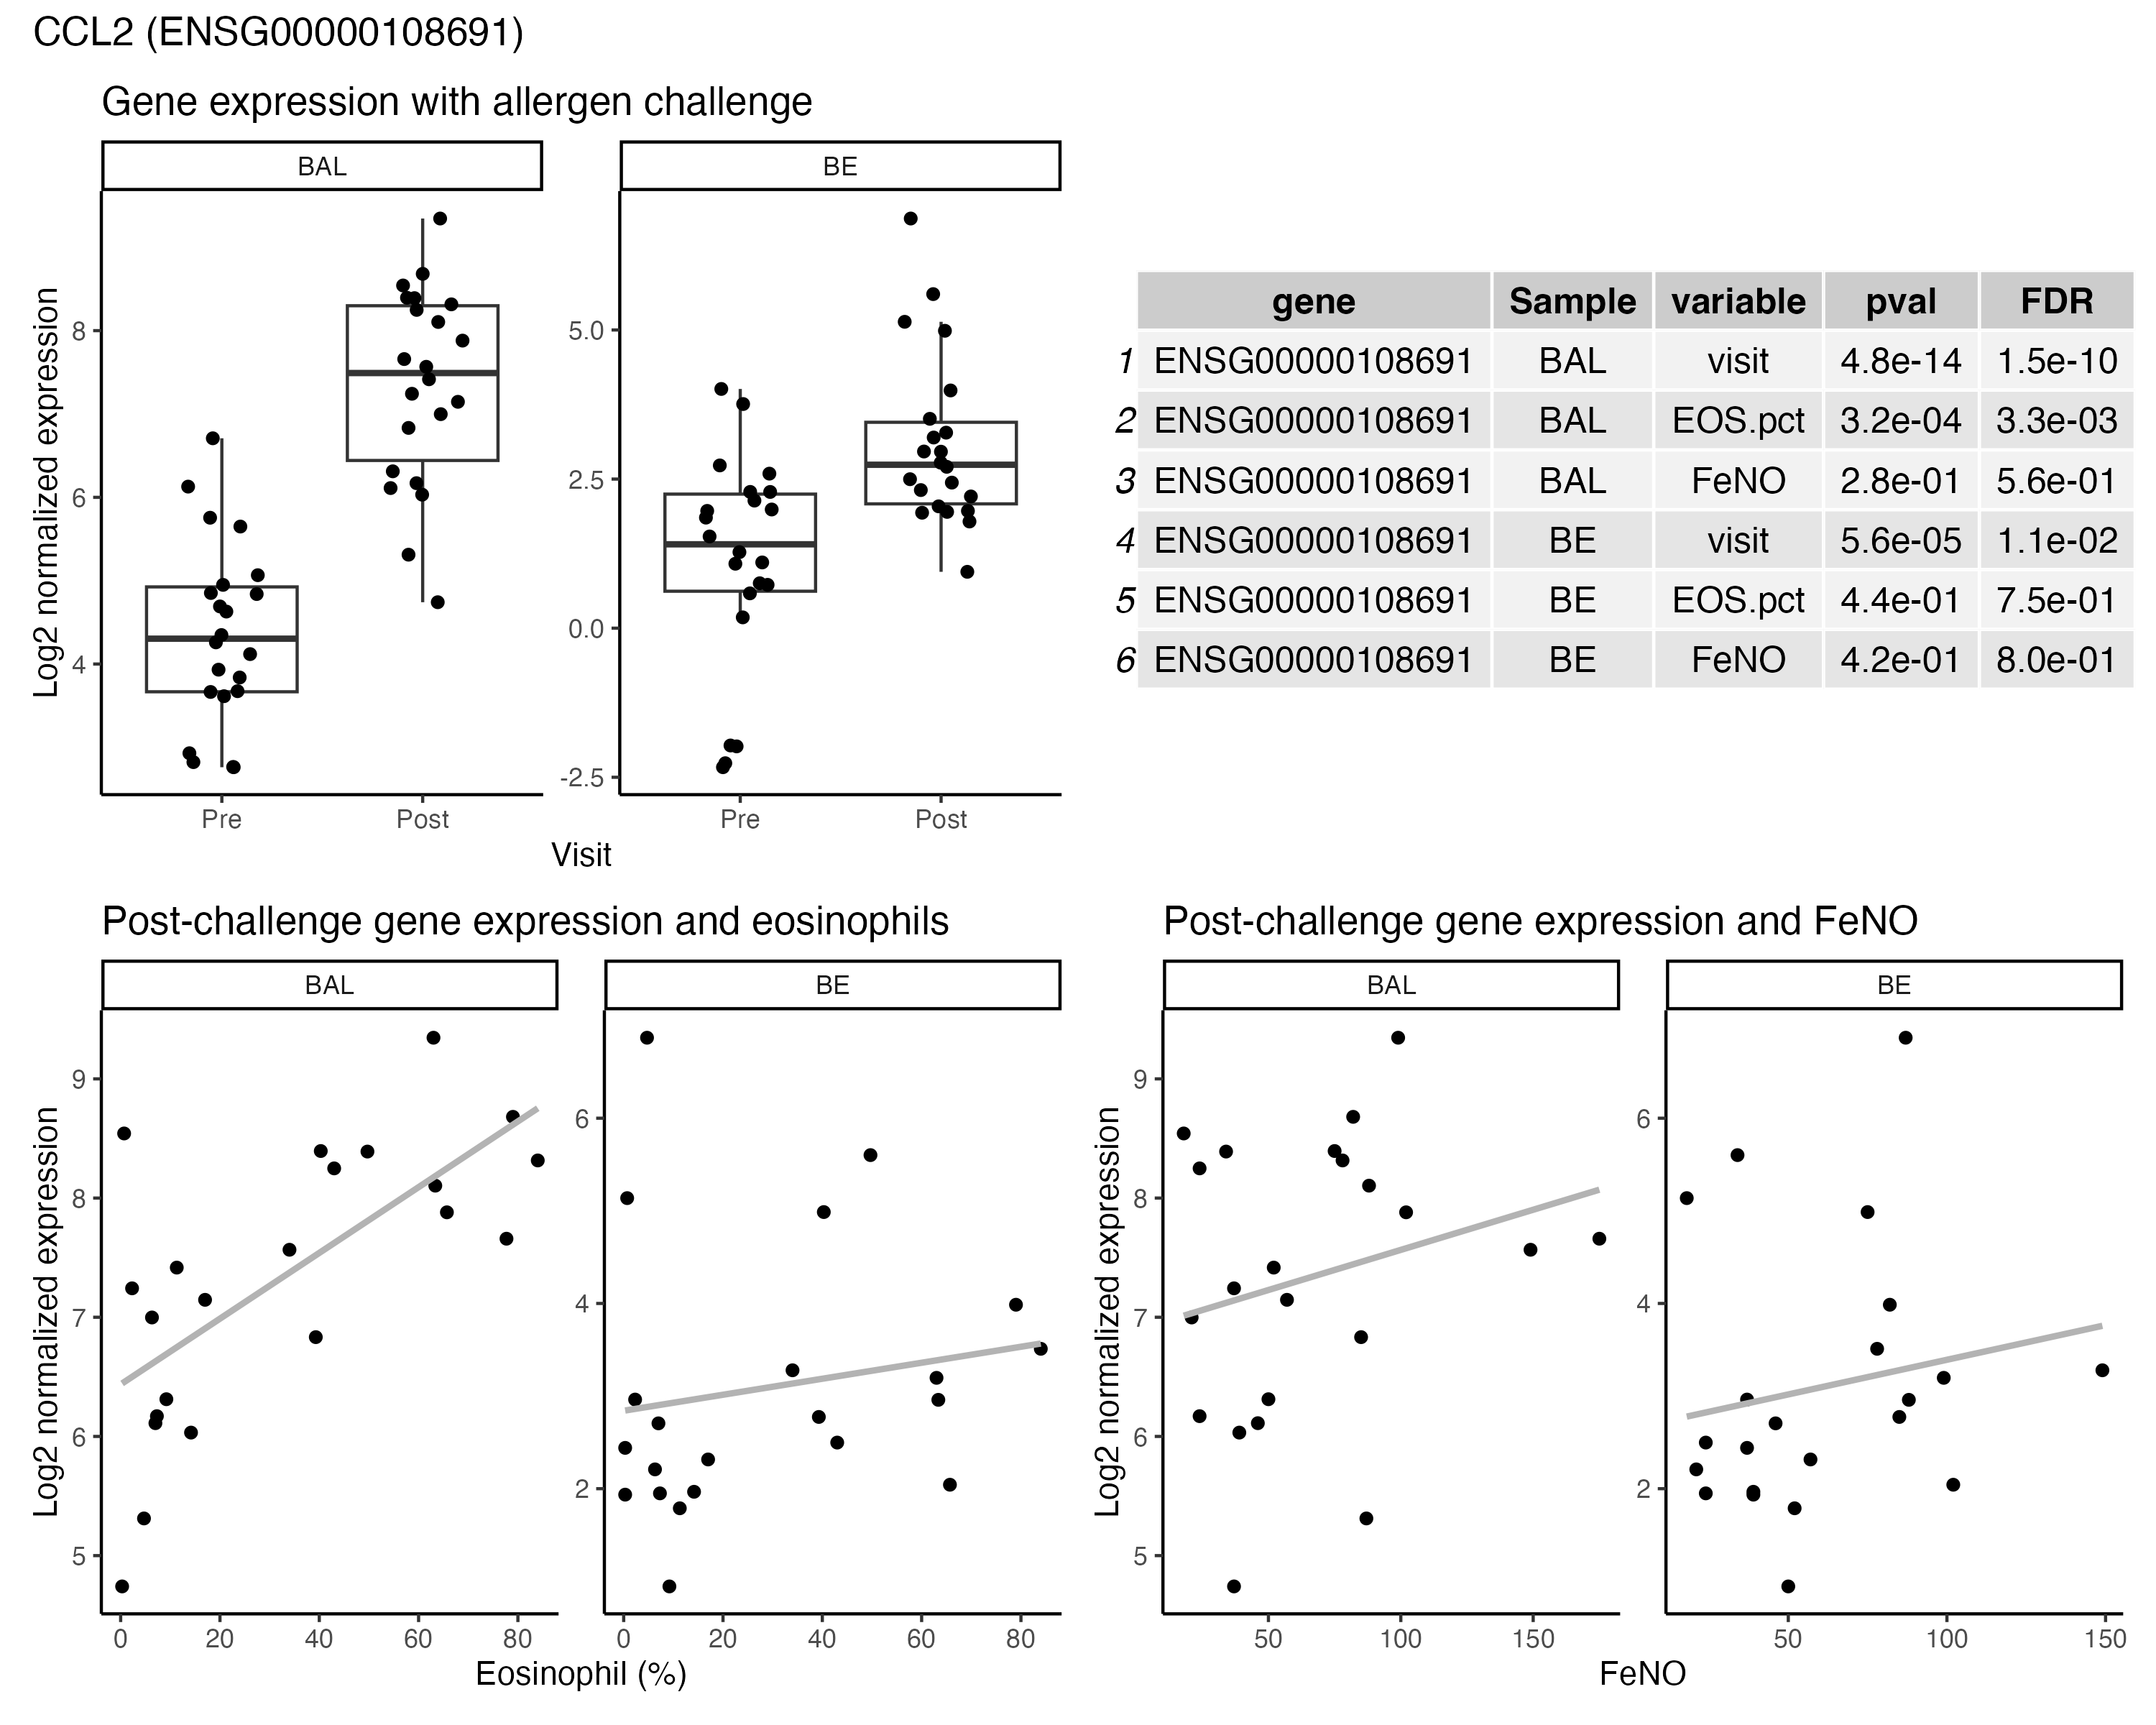 CCL2 (ENSG00000108691)
Gene expression with allergen challenge
BAL
BE
Log2 normalized expression
8
6
4
5.0
2.5
0.0
-2.5
Pre
Post
Pre
Post
Visit
gene Sample variable pval FDR
1 ENSG00000108691 BAL visit 4.8e-14 1.5e-10
2 ENSG00000108691 BAL EOS.pct 3.2e-04 3.3e-03
3 ENSG00000108691 BAL FeNO 2.8e-01 5.6e-01
4 ENSG00000108691 BE visit 5.6e-05 1.1e-02
5 ENSG00000108691 BE EOS.pct 4.4e-01 7.5e-01
6 ENSG00000108691 BE FeNO 4.2e-01 8.0e-01
Post-challenge gene expression and eosinophils
BAL
BE
Log2 normalized expression
9
8
7
6
5
6
4
2
0 20 40 60 80
0 20 40 60 80
Eosinophil (%)
Post-challenge gene expression and FeNO
BAL
BE
Log2 normalized expression
9
8
7
6
5
6
4
2
50 100 150
50 100 150
FeNO